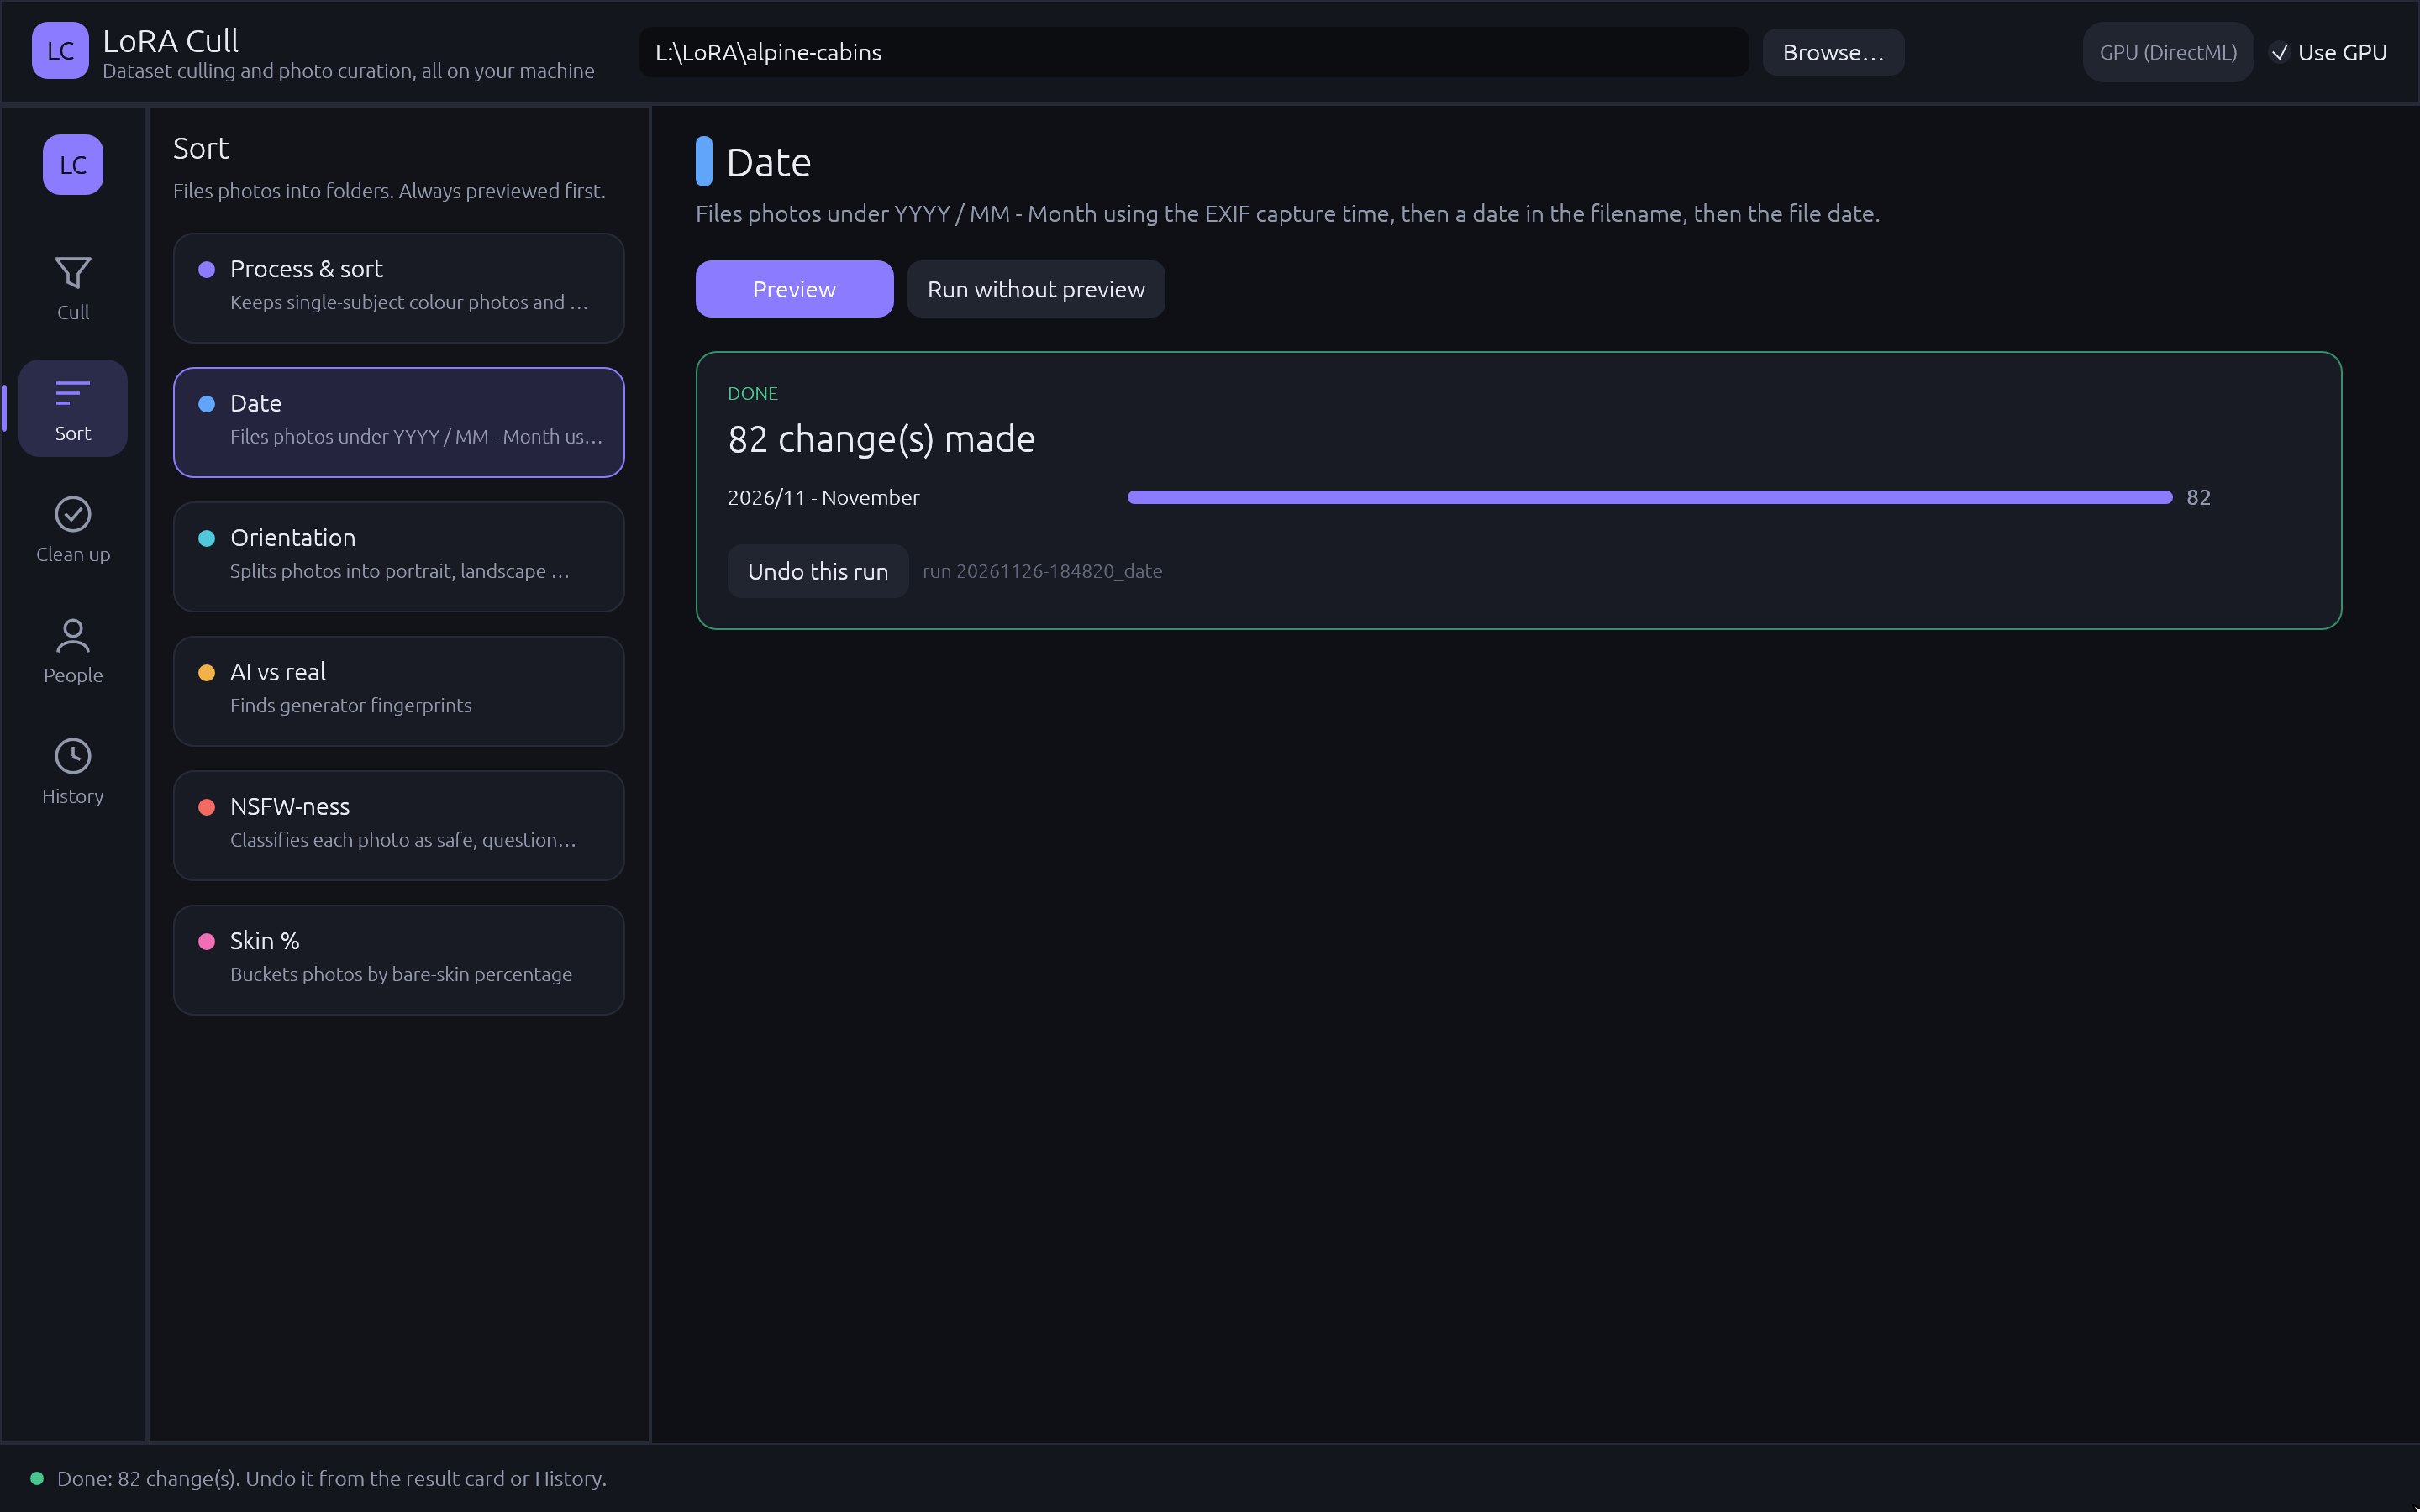 LC
LoRA Cull
Dataset culling and photo curation, all on your machine
L:\LoRA\alpine-cabins
Browse…
GPU (DirectML)
Use GPU
LC
Cull
Sort
Clean up
People
History
Sort
Files photos into folders. Always previewed first.
Process & sort
Keeps single-subject colour photos and …
Date
Files photos under YYYY / MM - Month us…
Orientation
Splits photos into portrait, landscape …
AI vs real
Finds generator fingerprints
NSFW-ness
Classifies each photo as safe, question…
Skin %
Buckets photos by bare-skin percentage
Date
Files photos under YYYY / MM - Month using the EXIF capture time, then a date in the filename, then the file date.
Preview
Run without preview
DONE
82 change(s) made
2026/11 - November 82
Undo this run
run 20261126-184820_date
Done: 82 change(s). Undo it from the result card or History.